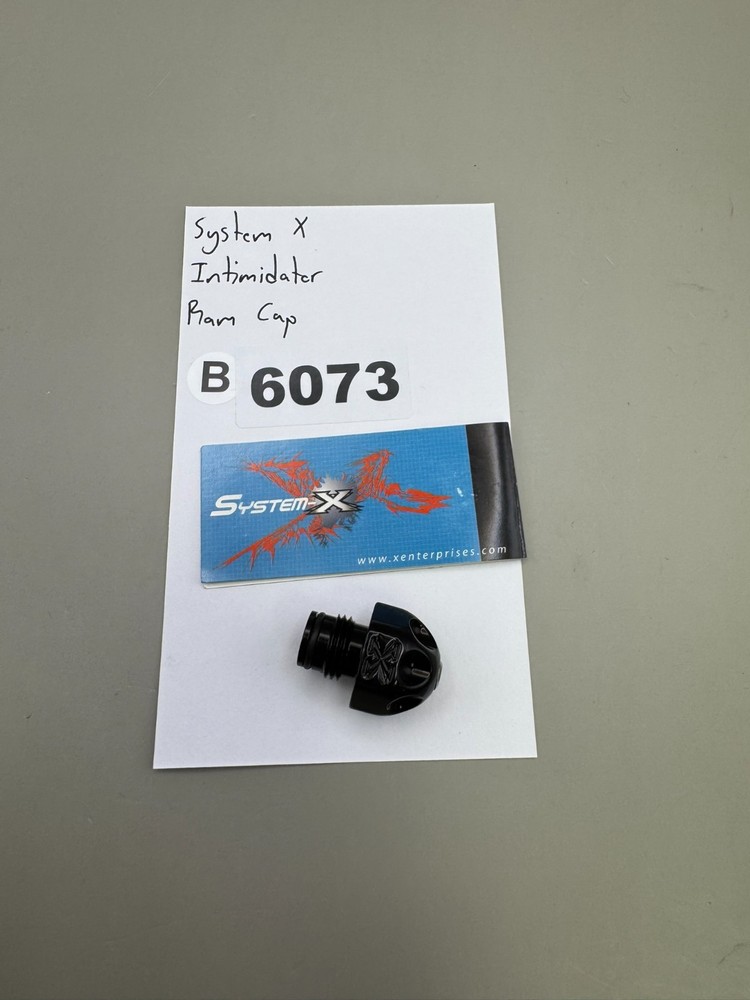 System X
Intimidator
Ram Cap
B 6073
SYSTEM-X
www.xenterprises.com